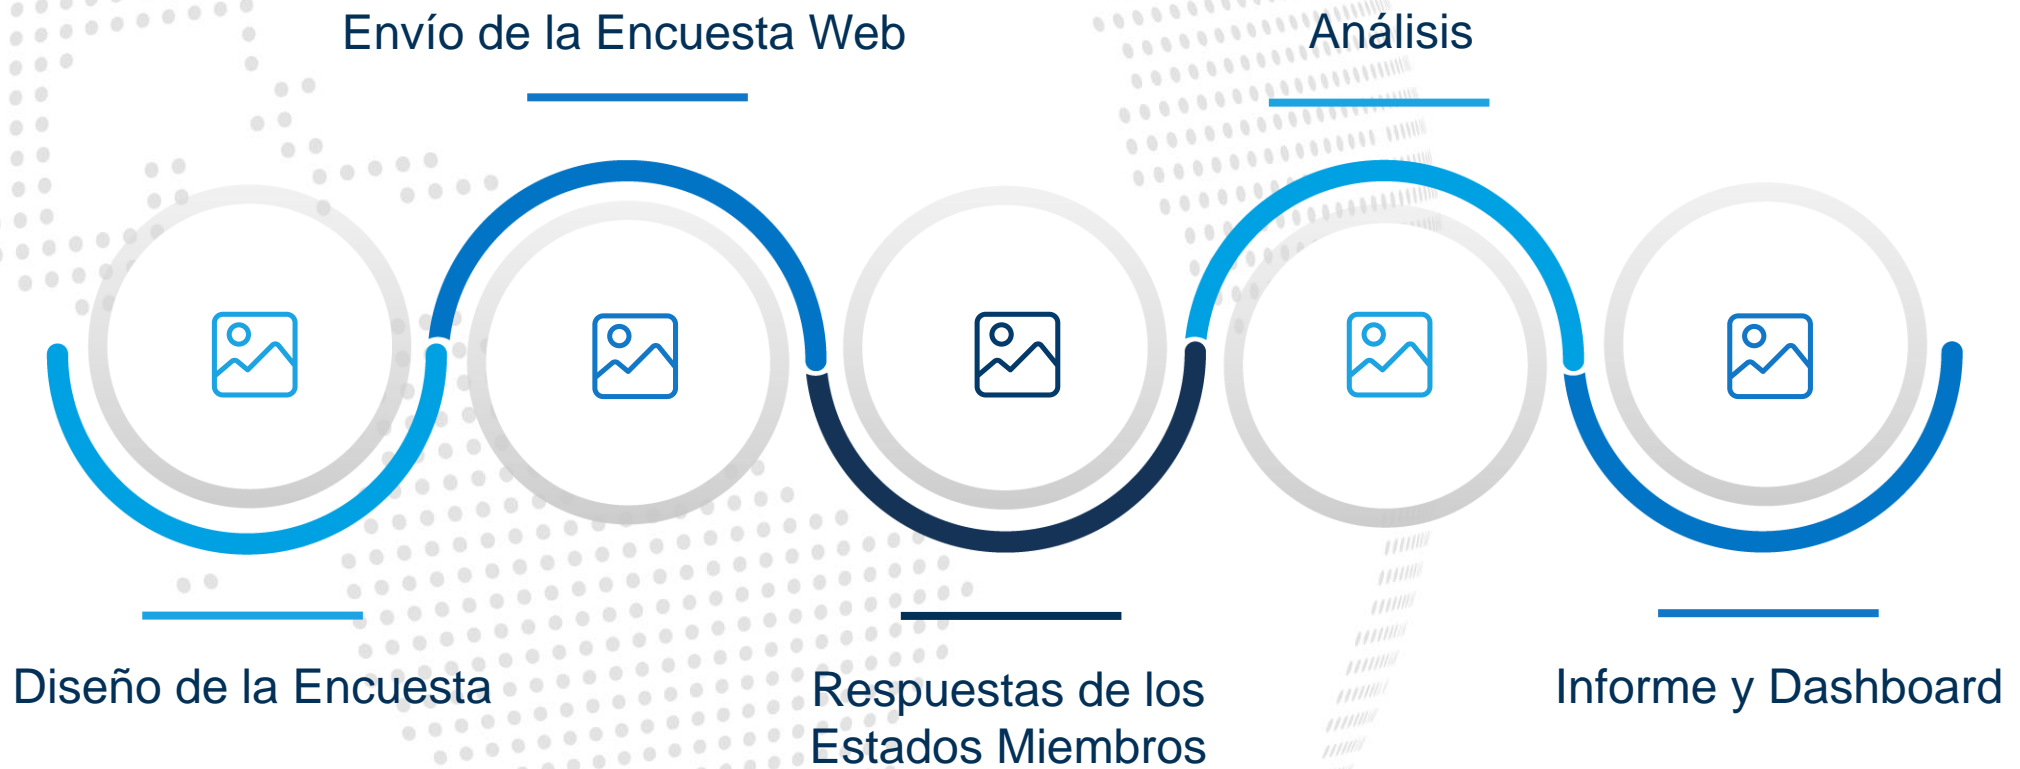 Envío de la Encuesta Web
Análisis
Diseño de la Encuesta
Respuestas de los
Estados Miembros
Informe y Dashboard